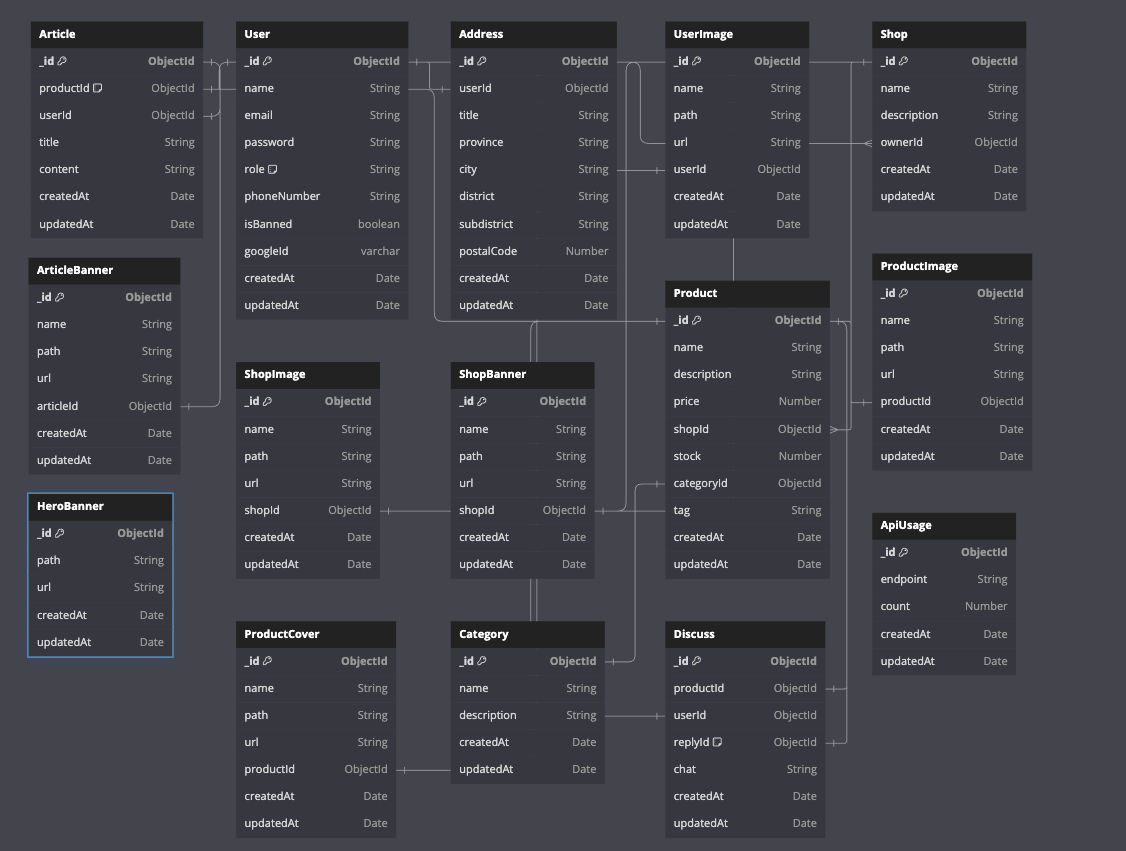 Article
_id ObjectId
productId ObjectId
userId ObjectId
title String
content String
createdAt Date
updatedAt Date
User
_id ObjectId
name String
email String
password String
role String
phoneNumber String
isBanned boolean
googleId varchar
createdAt Date
updatedAt Date
Address
_id ObjectId
userId ObjectId
title String
province String
city String
district String
subdistrict String
postalCode Number
createdAt Date
updatedAt Date
UserImage
_id ObjectId
name String
path String
url String
userId ObjectId
createdAt Date
updatedAt Date
Shop
_id ObjectId
name String
description String
ownerId ObjectId
createdAt Date
updatedAt Date
ArticleBanner
_id ObjectId
name String
path String
url String
articleId ObjectId
createdAt Date
updatedAt Date
ShopImage
_id ObjectId
name String
path String
url String
shopId ObjectId
createdAt Date
updatedAt Date
ShopBanner
_id ObjectId
name String
path String
url String
shopId ObjectId
createdAt Date
updatedAt Date
Product
_id ObjectId
name String
description String
price Number
shopId ObjectId
stock Number
categoryId ObjectId
tag String
createdAt Date
updatedAt Date
ProductImage
_id ObjectId
name String
path String
url String
productId ObjectId
createdAt Date
updatedAt Date
HeroBanner
_id ObjectId
path String
url String
createdAt Date
updatedAt Date
ProductCover
_id ObjectId
name String
path String
url String
productId ObjectId
createdAt Date
updatedAt Date
Category
_id ObjectId
name String
description String
createdAt Date
updatedAt Date
Discuss
_id ObjectId
productId ObjectId
userId ObjectId
replyId ObjectId
chat String
createdAt Date
updatedAt Date
ApiUsage
_id ObjectId
endpoint String
count Number
createdAt Date
updatedAt Date